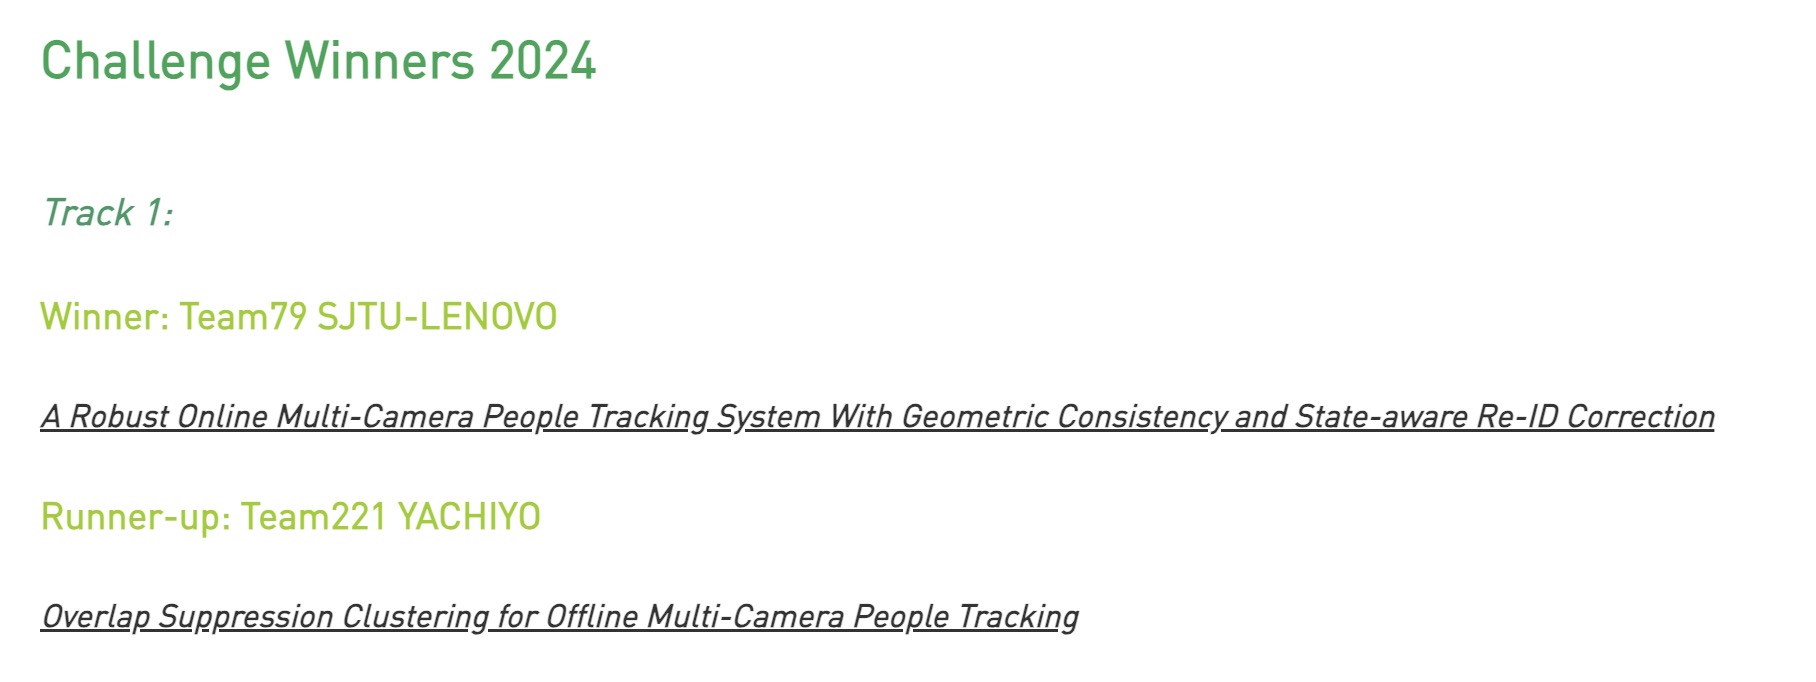 Challenge Winners 2024
Track 1:
Winner: Team79 SJTU-LENOVO
A Robust Online Multi-Camera People Tracking System With Geometric Consistency and State-aware Re-ID Correction
Runner-up: Team221 YACHIYO
Overlap Suppression Clustering for Offline Multi-Camera People Tracking